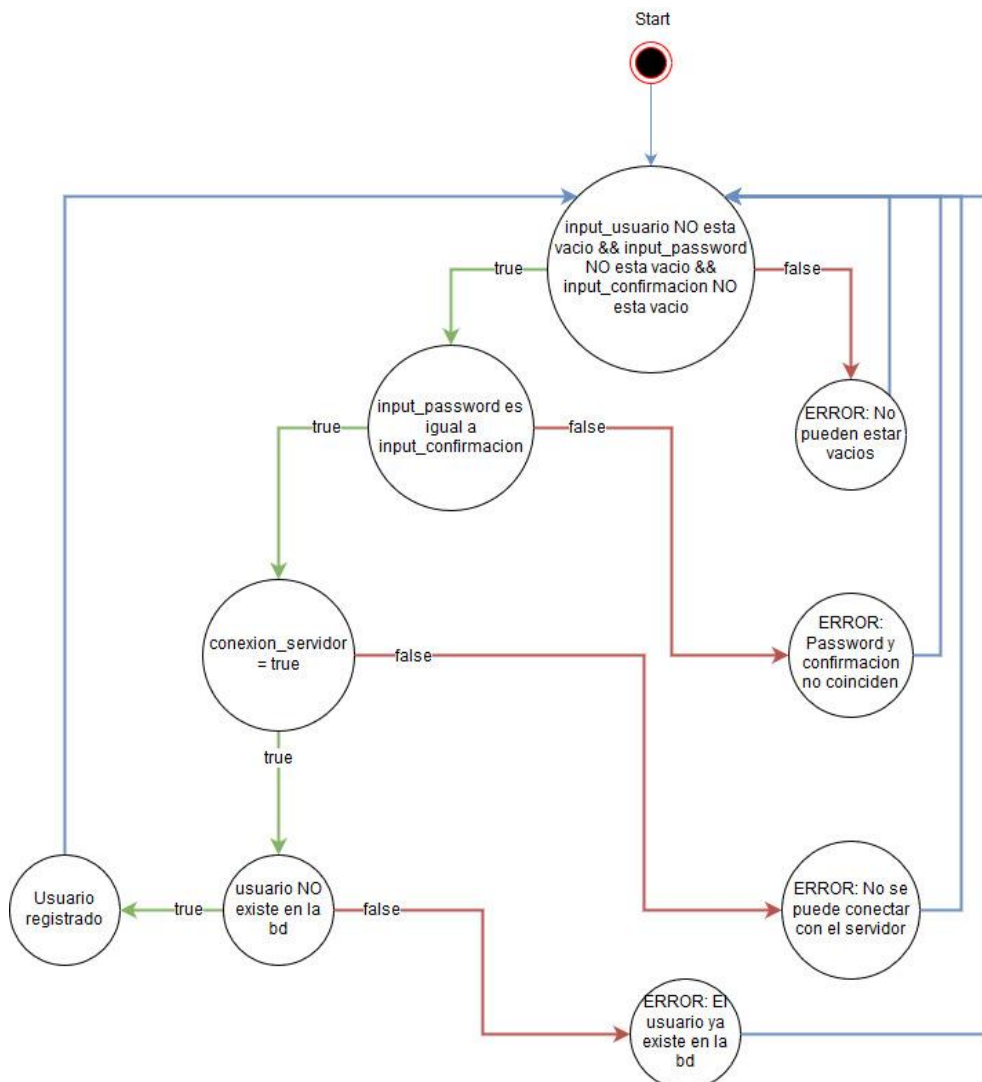 Start
input_usuario NO esta
vacio && input_password
NO esta vacio &&
input_confirmacion NO
esta vacio
true
false
input_password es
igual a
input_confirmacion
ERROR: No
pueden estar
vacios
true
false
conexion_servidor
= true
false
ERROR:
Password y
confirmacion
no coinciden
true
Usuario
registrado
true
usuario NO
existe en la
bd
false
ERROR: No se
puede conectar
con el servidor
ERROR: El
usuario ya
existe en la
bd